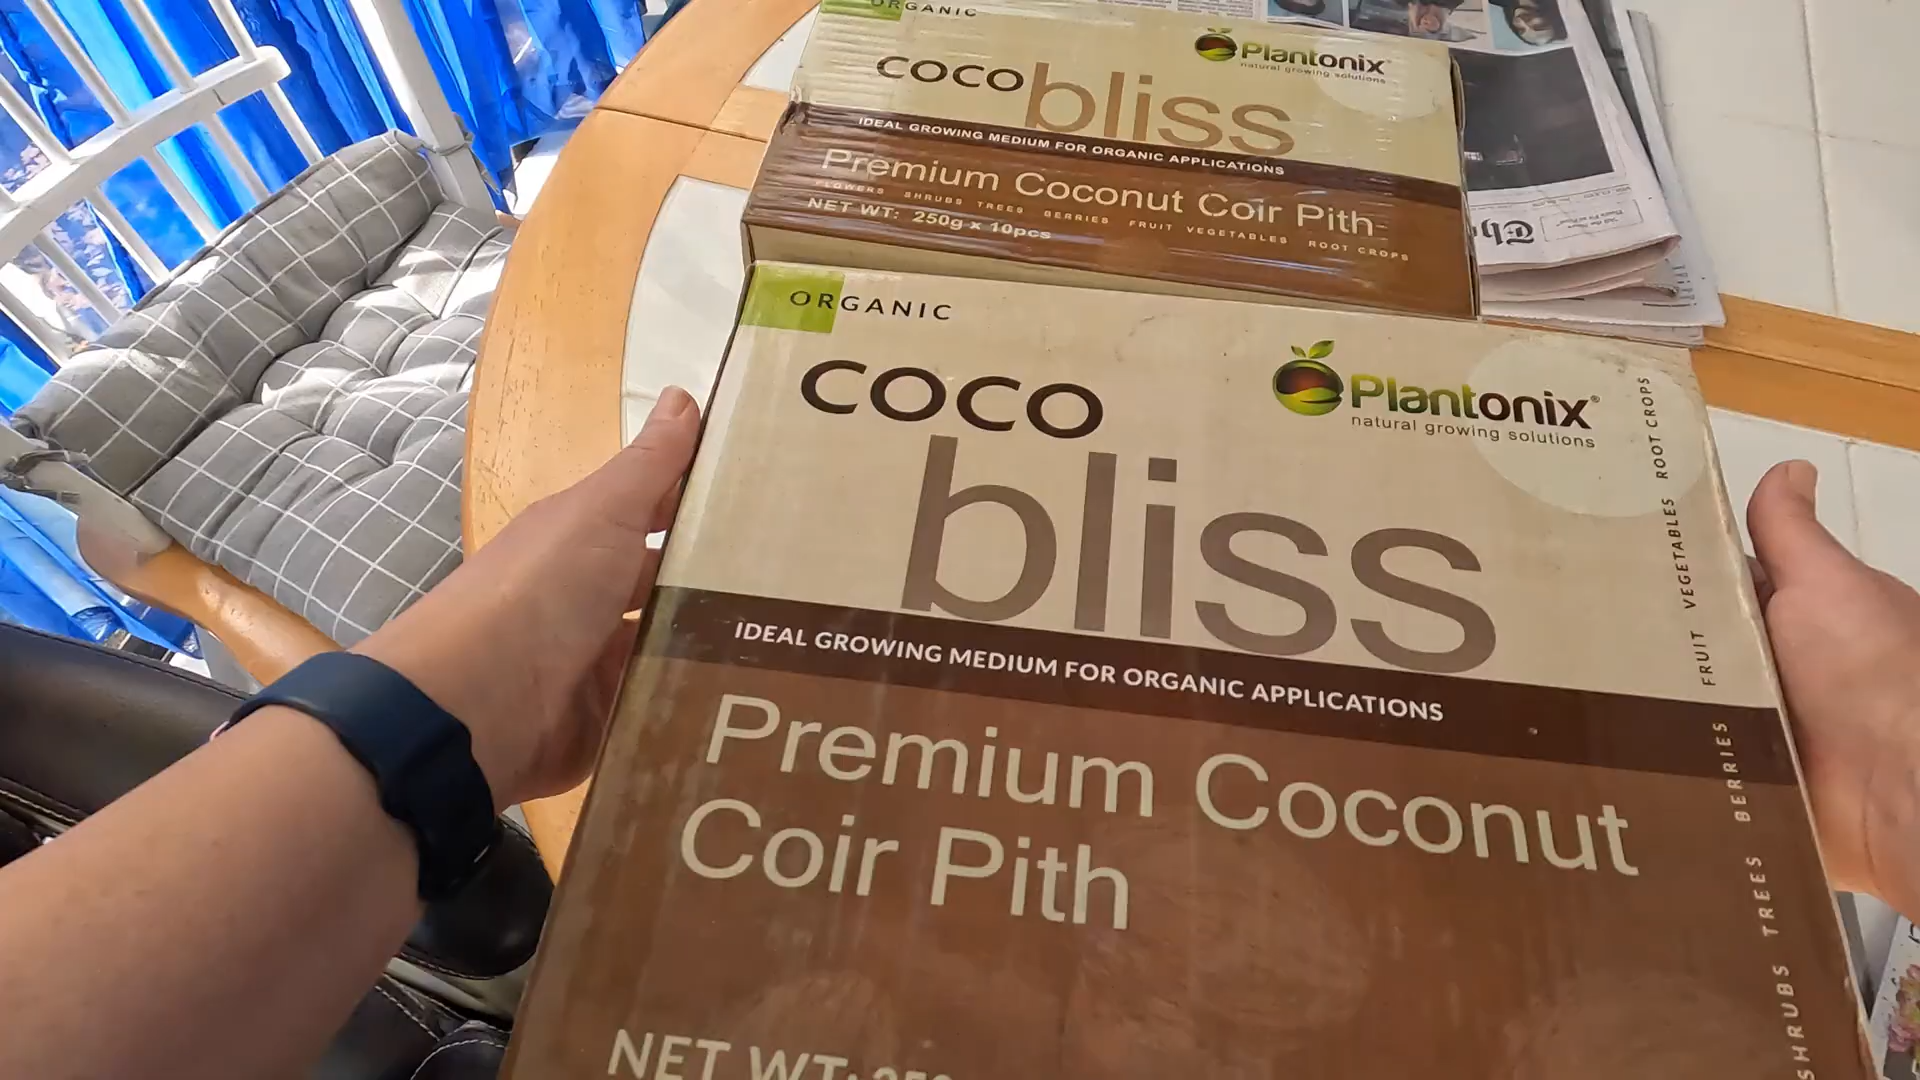 ORGANIC
Plantonix®
natural growing solutions
coco bliss
IDEAL GROWING MEDIUM FOR ORGANIC APPLICATIONS
Premium Coconut Coir Pith
FLOWERS SHRUBS TREES BERRIES FRUIT VEGETABLES ROOT CROPS
NET WT: 250g x 10pcs
The
ORGANIC
Plantonix®
natural growing solutions
coco
bliss
IDEAL GROWING MEDIUM FOR ORGANIC APPLICATIONS
Premium Coconut
Coir Pith
NET WT:
SHRUBS TREES BERRIES FRUIT VEGETABLES ROOT CROPS